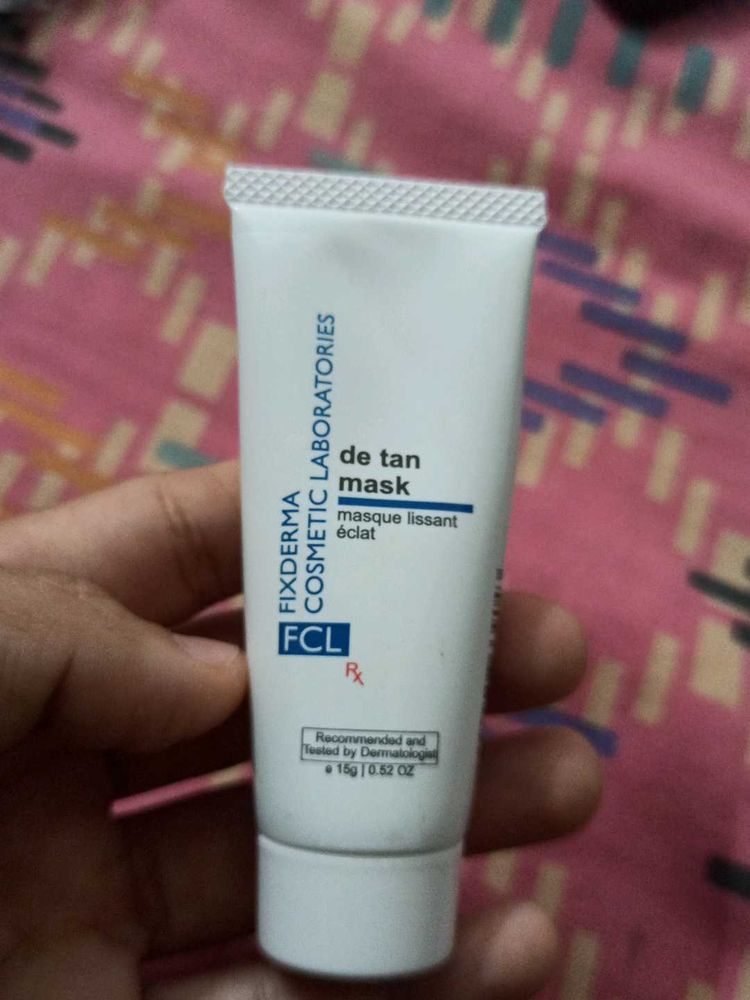 FIXDERMA
COSMETIC LABORATORIES
FCL
Rx
de tan
mask
masque lissant
éclat
Recommended and
Tested by Dermatologist
e 15g | 0.52 OZ